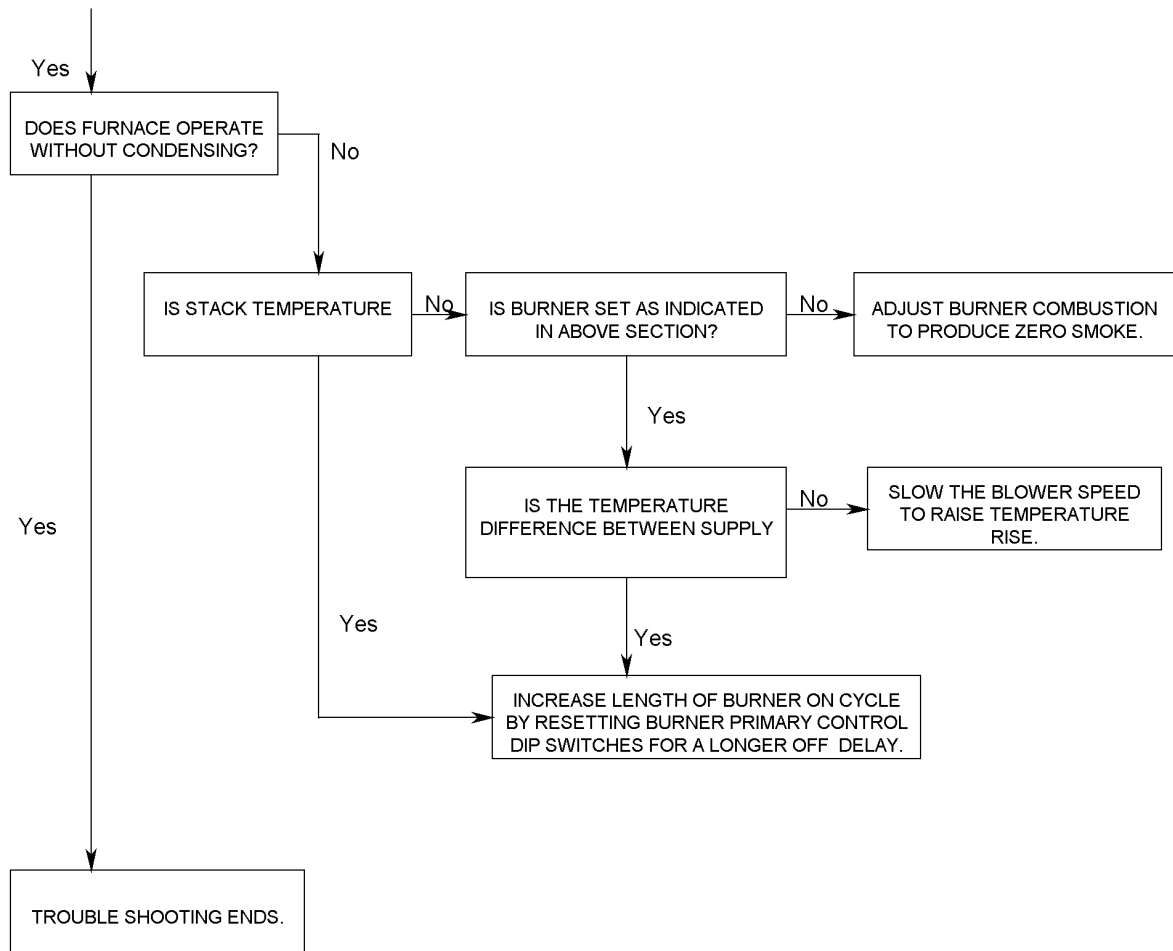 Yes
DOES FURNACE OPERATE
WITHOUT CONDENSING?
No
IS STACK TEMPERATURE
No
IS BURNER SET AS INDICATED
IN ABOVE SECTION?
No
ADJUST BURNER COMBUSTION
TO PRODUCE ZERO SMOKE.
Yes
IS THE TEMPERATURE
DIFFERENCE BETWEEN SUPPLY
No
SLOW THE BLOWER SPEED
TO RAISE TEMPERATURE
RISE.
Yes
Yes
Yes
INCREASE LENGTH OF BURNER ON CYCLE
BY RESETTING BURNER PRIMARY CONTROL
DIP SWITCHES FOR A LONGER OFF DELAY.
TROUBLE SHOOTING ENDS.